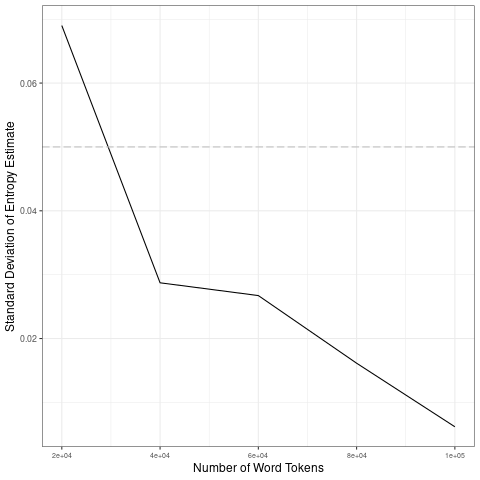 Standard Deviation of Entropy Estimate
0.06
0.04
0.02
2e+04 4e+04 6e+04 8e+04 1e+05
Number of Word Tokens